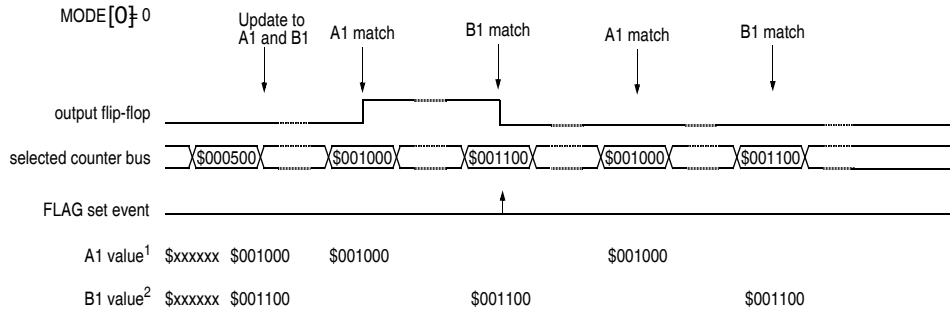 MODE[0]= 0
Update to
A1 and B1
A1 match
B1 match
A1 match
B1 match
output flip-flop
selected counter bus
$000500
$001000
$001100
$001000
$001100
FLAG set event
A1 value1 $xxxxxx $001000 $001000 $001000
B1 value2 $xxxxxx $001100 $001100 $001100